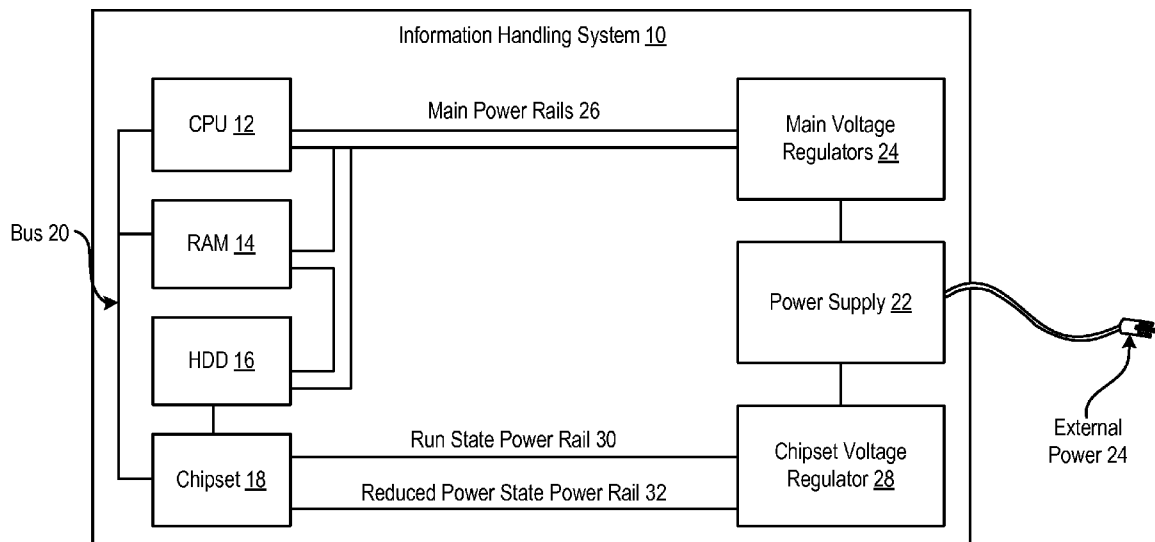 Information Handling System 10
CPU 12
Main Power Rails 26
Main Voltage
Regulators 24
Bus 20
RAM 14
Power Supply 22
HDD 16
External
Power 24
Run State Power Rail 30
Chipset 18
Chipset Voltage
Regulator 28
Reduced Power State Power Rail 32